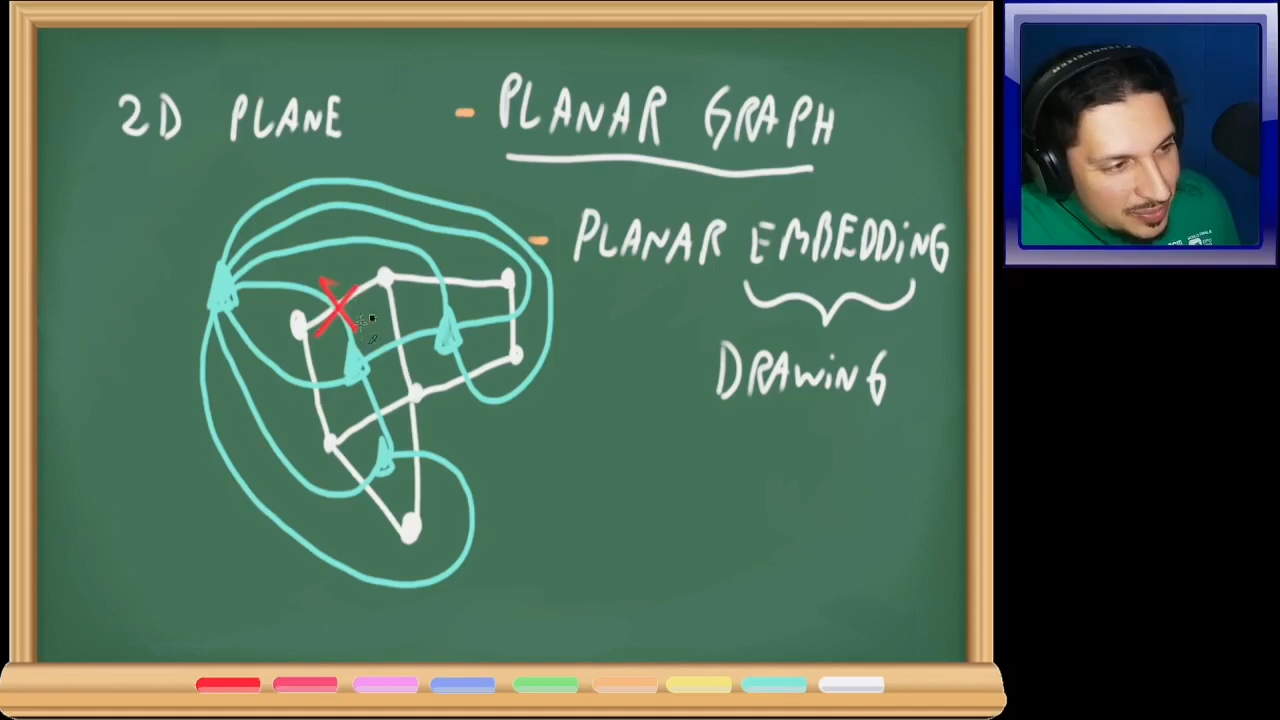 2D PLANE
- PLANAR GRAPH
- PLANAR EMBEDDiNG
DRAWiNG